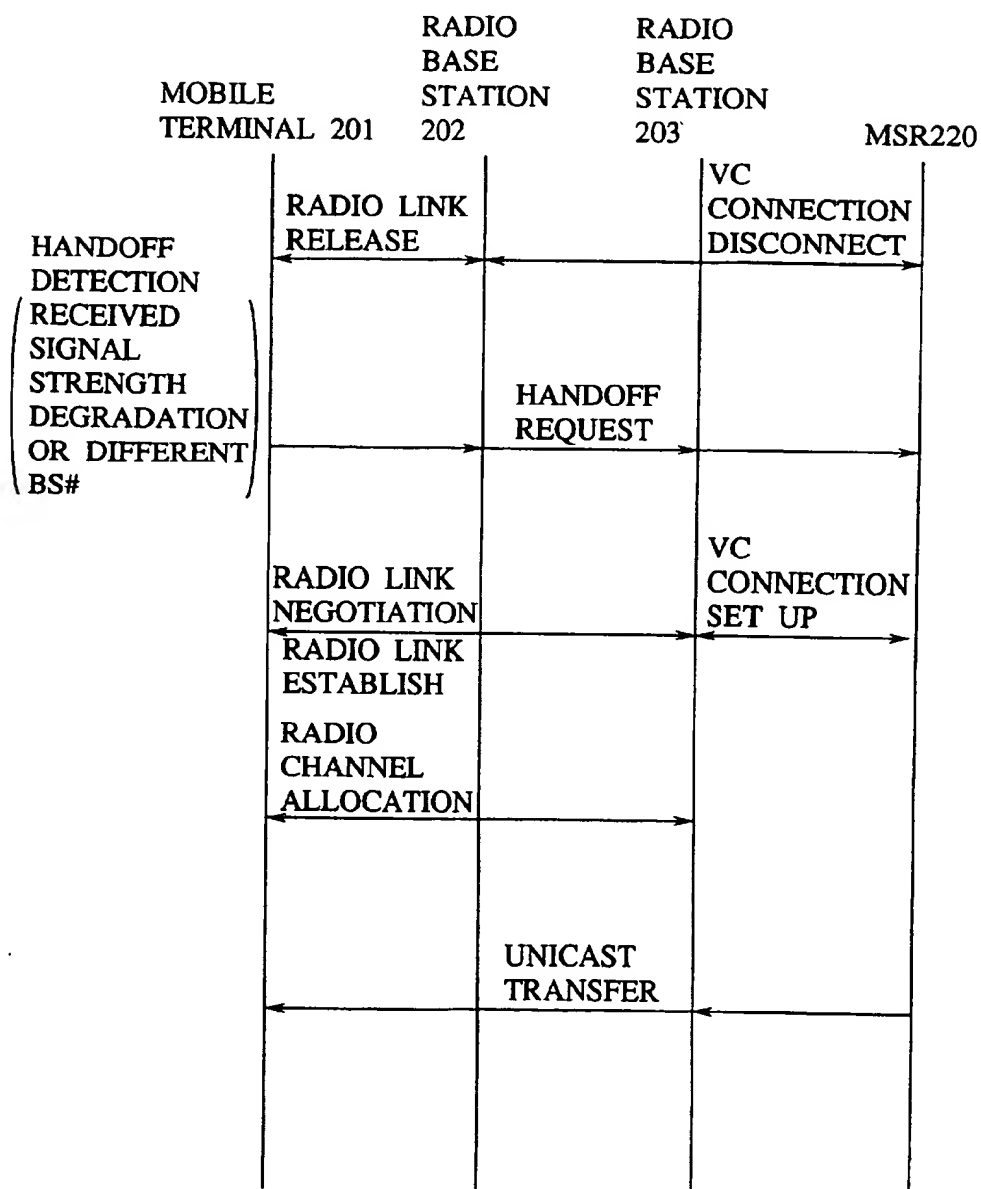 RADIO
BASE
STATION
202
RADIO
BASE
STATION
203
MOBILE
TERMINAL 201
MSR220
RADIO LINK
RELEASE
VC
CONNECTION
DISCONNECT
HANDOFF
DETECTION
RECEIVED
SIGNAL
STRENGTH
DEGRADATION
OR DIFFERENT
BS#
HANDOFF
REQUEST
RADIO LINK
NEGOTIATION
VC
CONNECTION
SET UP
RADIO LINK
ESTABLISH
RADIO
CHANNEL
ALLOCATION
UNICAST
TRANSFER